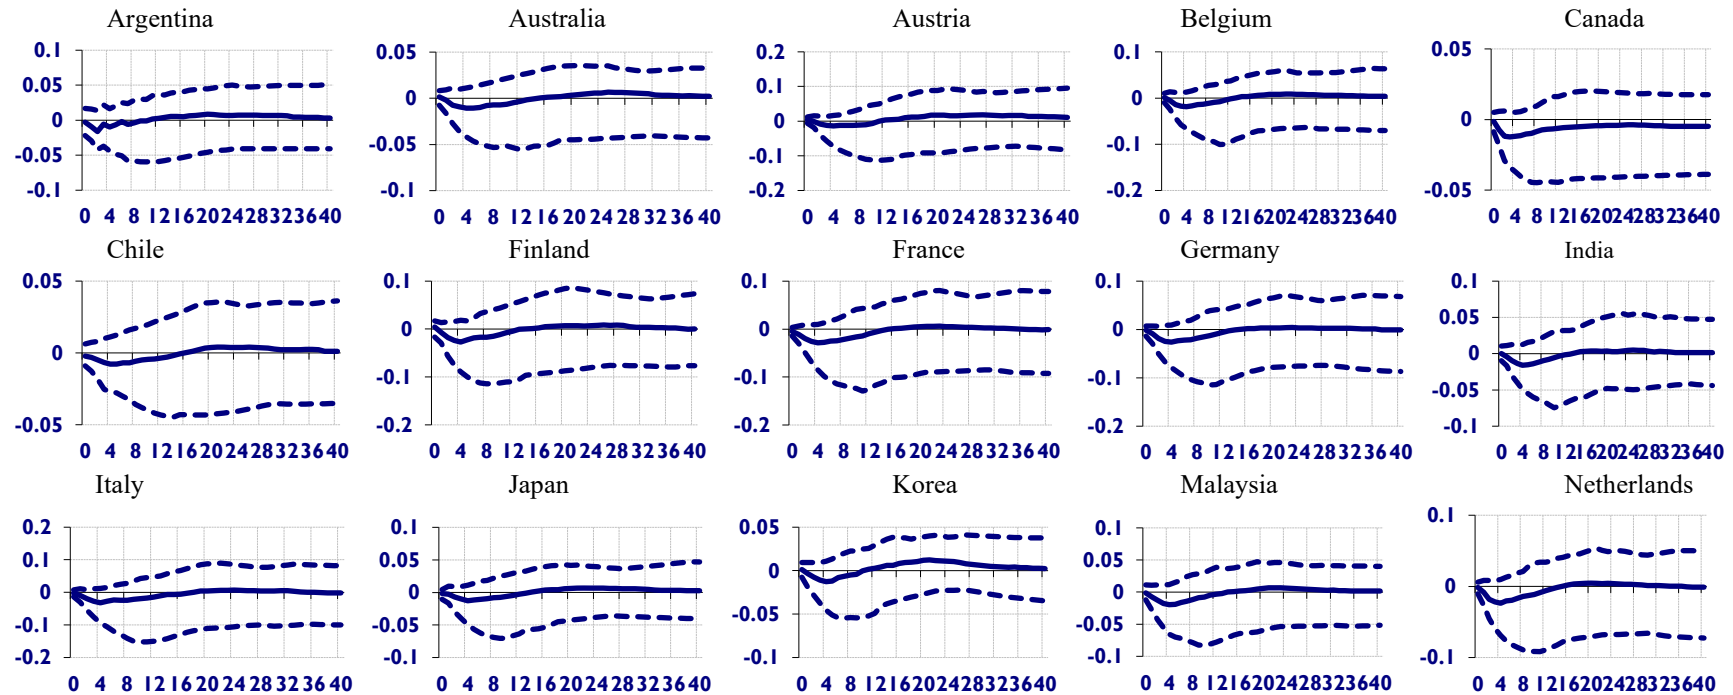 Argentina Australia Austria Belgium Canada
0.1 0.05 0.2 0.1 0.05
0.05 0 0.1 0.05 0
0 -0.05 0 0 -0.05
-0.05 -0.1 -0.1 -0.1
-0.1 -0.2 -0.2
0 4 8 12 16 20 24 28 32 36 40 0 4 8 12 16 20 24 28 32 36 40 0 4 8 12 16 20 24 28 32 36 40 0 4 8 12 16 20 24 28 32 36 40 0 4 8 12 16 20 24 28 32 36 40
Chile Finland France Germany India
0.05 0.1 0.1 0.1 0.1
0 0 0 0 0.05
-0.05 -0.1 -0.1 -0.1 0
-0.2 -0.2 -0.2 -0.05
-0.1
0 4 8 12 16 20 24 28 32 36 40 0 4 8 12 16 20 24 28 32 36 40 0 4 8 12 16 20 24 28 32 36 40 0 4 8 12 16 20 24 28 32 36 40 0 4 8 12 16 20 24 28 32 36 40
Italy Japan Korea Malaysia Netherlands
0.2 0.1 0.05 0.1 0.1
0.1 0.05 0 0.05 0
0 0 -0.05 0 -0.1
-0.1 -0.05 -0.1 -0.05
-0.2 -0.1 -0.1
0 4 8 12 16 20 24 28 32 36 40 0 4 8 12 16 20 24 28 32 36 40 0 4 8 12 16 20 24 28 32 36 40 0 4 8 12 16 20 24 28 32 36 40 0 4 8 12 16 20 24 28 32 36 40